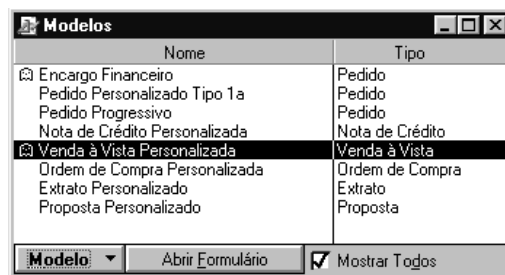 Modelos
Nome Tipo
Encargo Financeiro Pedido
Pedido Personalizado Tipo 1a Pedido
Pedido Progressivo Pedido
Nota de Crédito Personalizada Nota de Crédito
Venda à Vista Personalizada Venda à Vista
Ordem de Compra Personalizada Ordem de Compra
Extrato Personalizado Extrato
Proposta Personalizado Proposta
Modelo Abrir Formulário Mostrar Todos